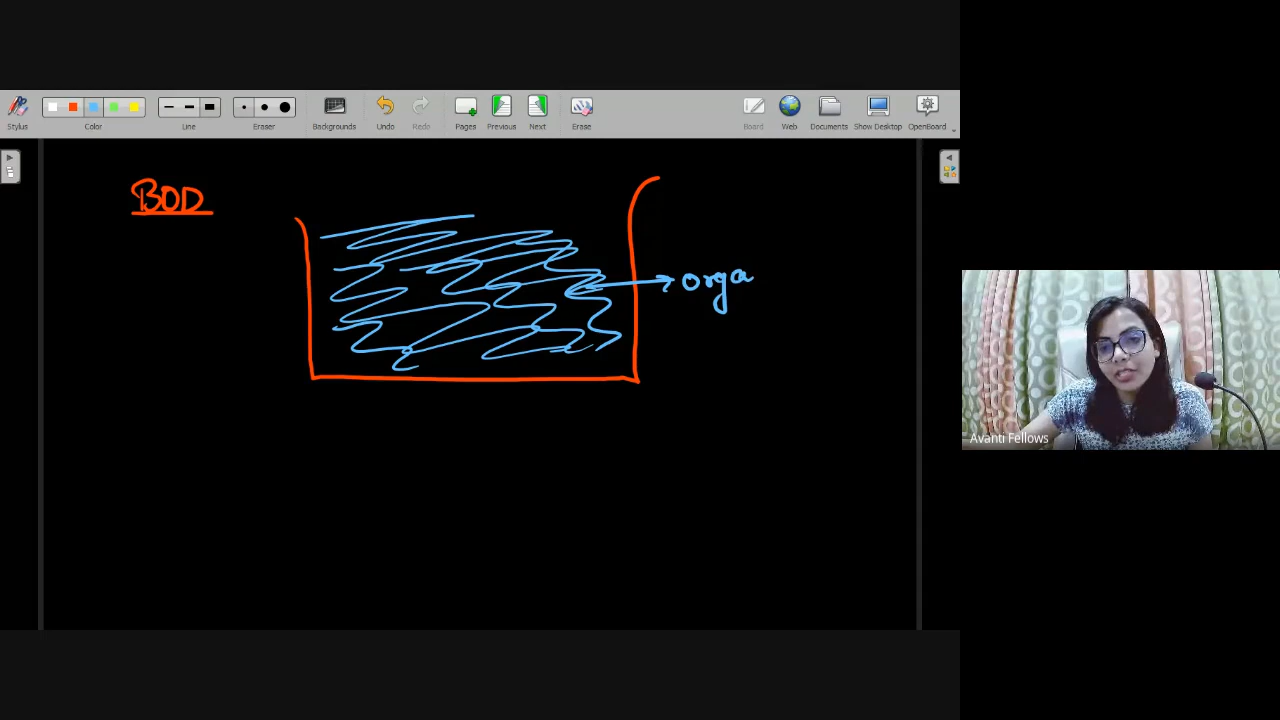 Stylus
Color
Line
Eraser
Backgrounds
Undo
Redo
Pages
Previous
Next
Erase
Board
Web
Documents
Show Desktop
OpenBoard
BOD
orga
Avanti Fellows